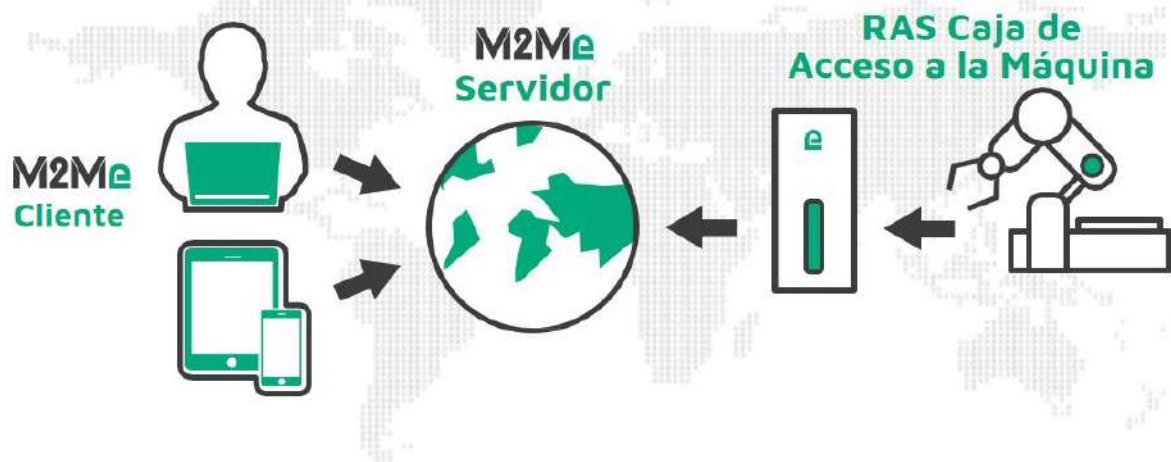 M2Me
Cliente
M2Me
Servidor
RAS Caja de
Acceso a la Máquina
e